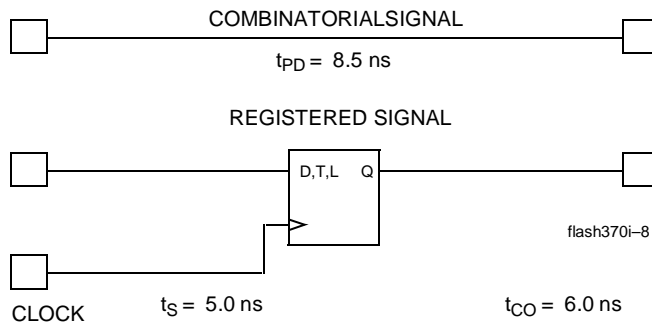 COMBINATORIALSIGNAL
tPD = 8.5 ns
REGISTERED SIGNAL
D,T,L Q
flash370i–8
CLOCK
tS = 5.0 ns
tCO = 6.0 ns